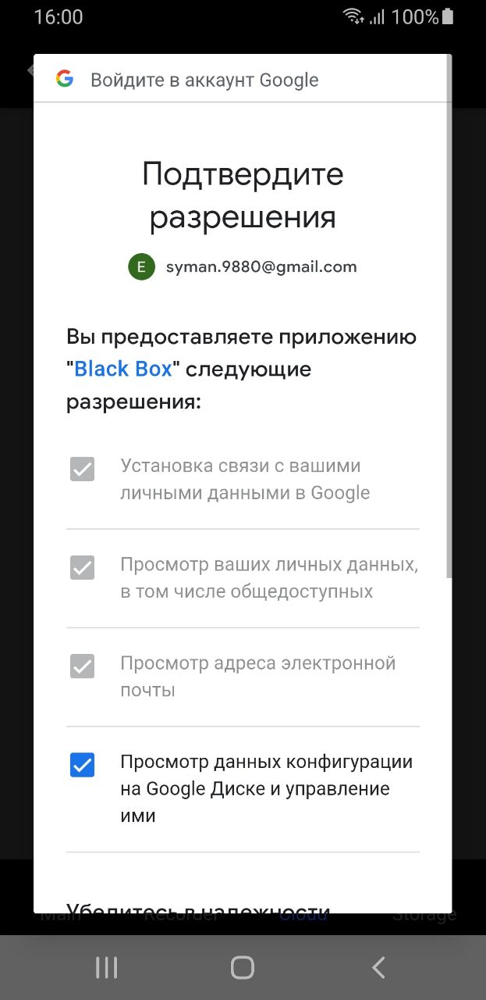 16:00
100%
Войдите в аккаунт Google
Подтвердите
разрешения
E
syman.9880@gmail.com
Вы предоставляете приложению
"Black Box" следующие
разрешения:
Установка связи с вашими
личными данными в Google
Просмотр ваших личных данных,
в том числе общедоступных
Просмотр адреса электронной
почты
Просмотр данных конфигурации
на Google Диске и управление
ими
Убедитесь в надежности
Main Recorder Cloud Storage